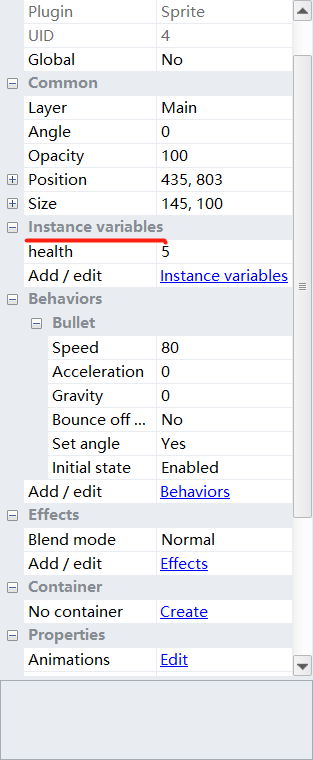 Plugin Sprite
UID 4
Global No
Common
Layer Main
Angle 0
Opacity 100
Position 435, 803
Size 145, 100
Instance variables
health 5
Add / edit Instance variables
Behaviors
Bullet
Speed 80
Acceleration 0
Gravity 0
Bounce off ... No
Set angle Yes
Initial state Enabled
Add / edit Behaviors
Effects
Blend mode Normal
Add / edit Effects
Container
No container Create
Properties
Animations Edit